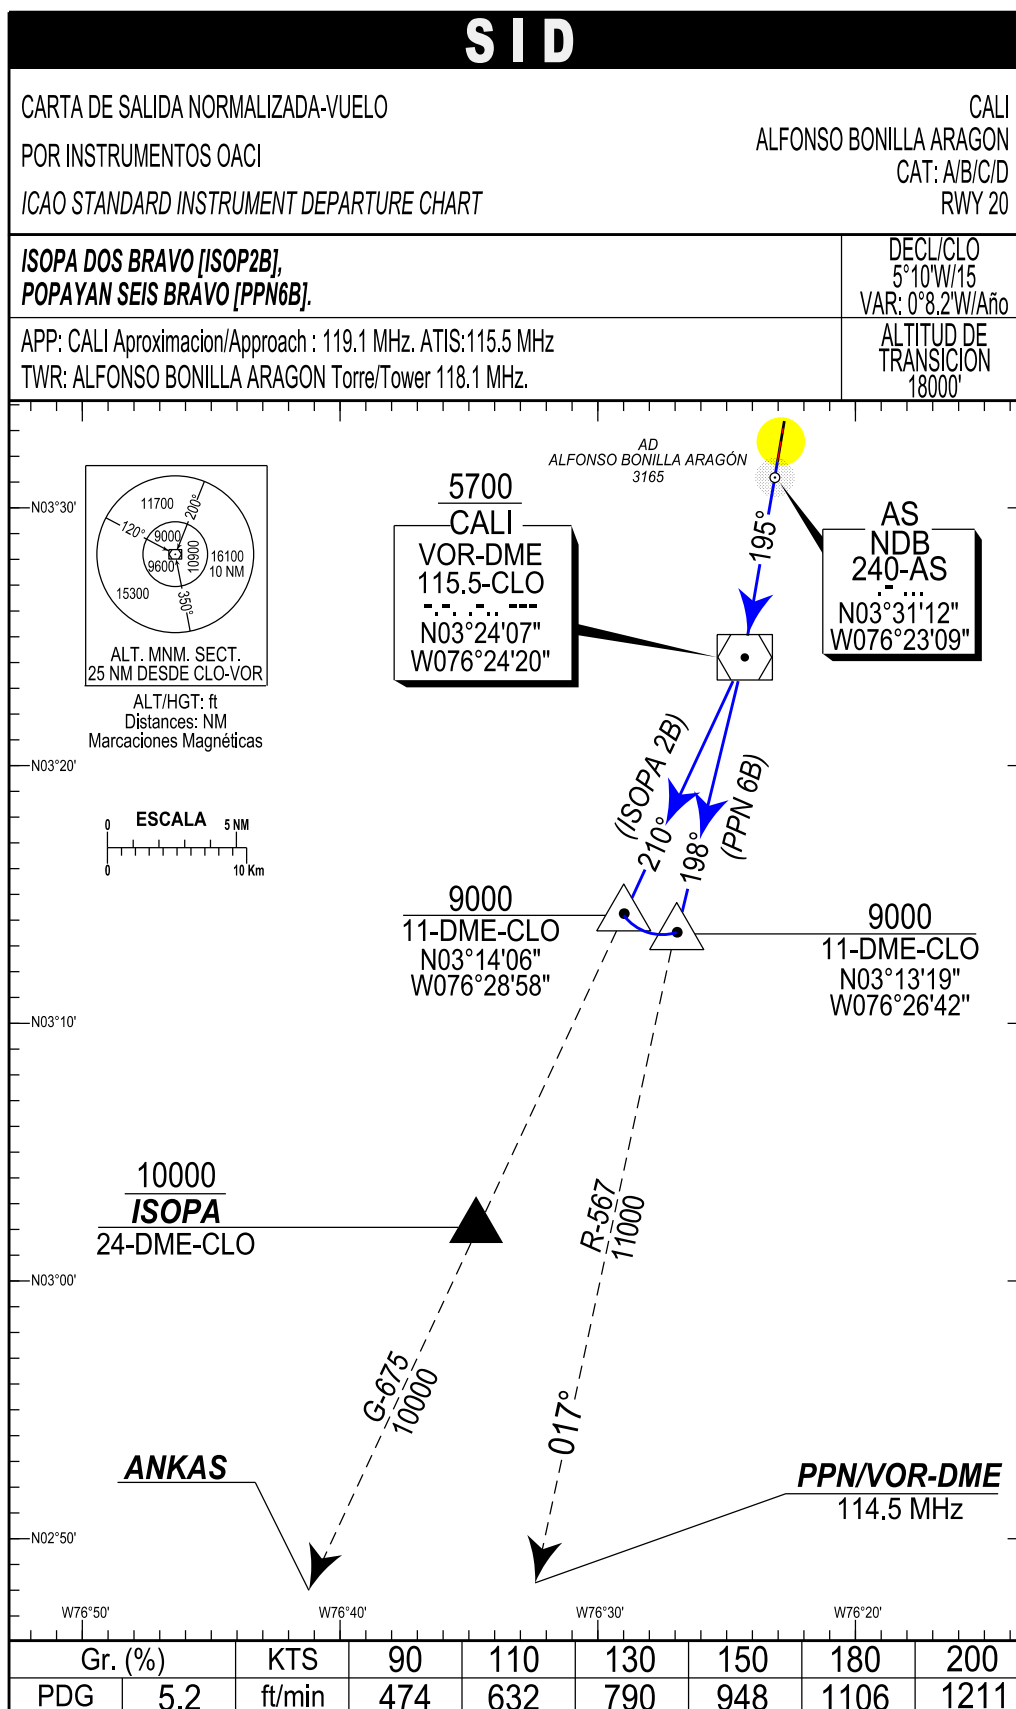 SID
CARTA DE SALIDA NORMALIZADA-VUELO
POR INSTRUMENTOS OACI
ICAO STANDARD INSTRUMENT DEPARTURE CHART
CALI
ALFONSO BONILLA ARAGON
CAT: A/B/C/D
RWY 20
ISOPA DOS BRAVO [ISOP2B],
POPAYAN SEIS BRAVO [PPN6B].
DECL/CLO
5°10'W/15
VAR: 0°8.2'W/Año
APP: CALI Aproximacion/Approach : 119.1 MHz. ATIS:115.5 MHz
TWR: ALFONSO BONILLA ARAGON Torre/Tower 118.1 MHz.
ALTITUD DE
TRANSICION
18000'
AD
ALFONSO BONILLA ARAGÓN
3165
N03°30'
11700
200°
120°
9000
10900
9600
16100
10 NM
15300
350°
ALT. MNM. SECT.
25 NM DESDE CLO-VOR
ALT/HGT: ft
Distances: NM
Marcaciones Magnéticas
5700
CALI
VOR-DME
115.5-CLO
-.-. .-.. ---
N03°24'07"
W076°24'20"
195°
AS
NDB
240-AS
.- ...
N03°31'12"
W076°23'09"
N03°20'
(ISOPA 2B)
210°
(PPN 6B)
198°
ESCALA
0 5 NM
0 10 Km
9000
11-DME-CLO
N03°14'06"
W076°28'58"
9000
11-DME-CLO
N03°13'19"
W076°26'42"
N03°10'
10000
ISOPA
24-DME-CLO
R-567
11000
N03°00'
G-675
10000
017°
ANKAS
PPN/VOR-DME
114.5 MHz
N02°50'
W76°50' W76°40' W76°30' W76°20'
Gr. (%) KTS 90 110 130 150 180 200
PDG 5.2 ft/min 474 632 790 948 1106 1211